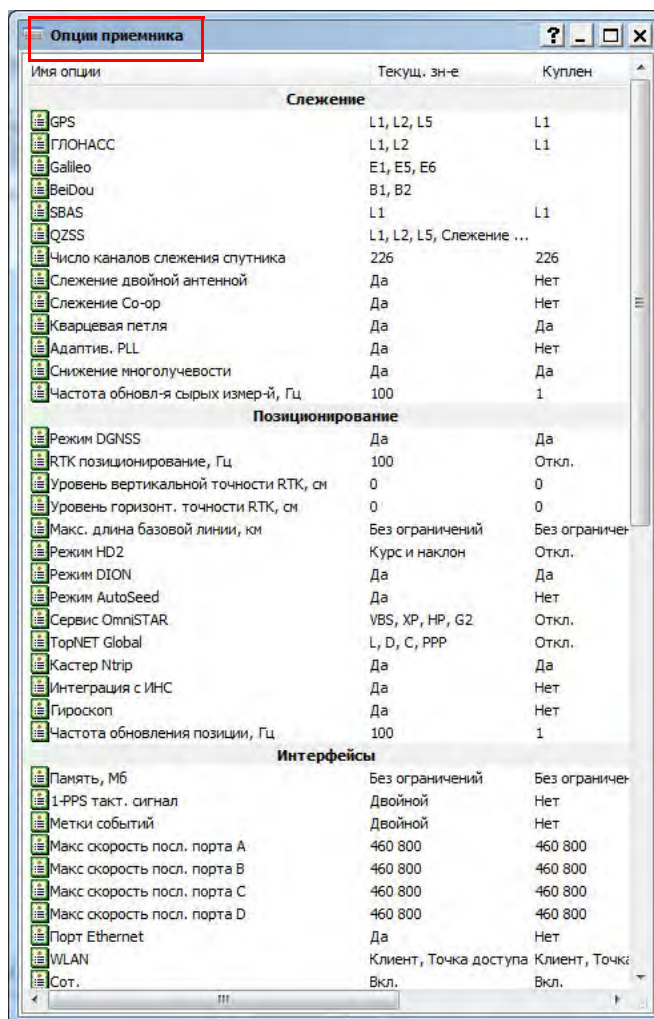 Опции приемника
Имя опции Текущ. зн-е Куплен
Слежение
GPS L1, L2, L5 L1
ГЛОНАСС L1, L2 L1
Galileo E1, E5, E6
BeiDou B1, B2
SBAS L1 L1
QZSS L1, L2, L5, Слежение ...
Число каналов слежения спутника 226 226
Слежение двойной антенной Да Нет
Слежение Co-op Да Нет
Кварцевая петля Да Да
Адаптив. PLL Да Нет
Снижение многолучевости Да Да
Частота обновл-я сырых измер-й, Гц 100 1
Позиционирование
Режим DGNSS Да Да
RTK позиционирование, Гц 100 Откл.
Уровень вертикальной точности RTK, см 0 0
Уровень горизонт. точности RTK, см 0 0
Макс. длина базовой линии, км Без ограничений Без ограничен
Режим HD2 Курс и наклон Откл.
Режим DION Да Да
Режим AutoSeed Да Нет
Сервис OmniSTAR VBS, XP, HP, G2 Откл.
TopNET Global L, D, C, PPP Откл.
Кастер Ntrip Да Да
Интеграция с ИНС Да Нет
Гироскоп Да Нет
Частота обновления позиции, Гц 100 1
Интерфейсы
Память, Мб Без ограничений Без ограничен
1-PPS такт. сигнал Двойной Нет
Метки событий Двойной Нет
Макс скорость посл. порта A 460 800 460 800
Макс скорость посл. порта B 460 800 460 800
Макс скорость посл. порта C 460 800 460 800
Макс скорость посл. порта D 460 800 460 800
Порт Ethernet Да Нет
WLAN Клиент, Точка доступа Клиент, Точка
Сот. Вкл. Вкл.